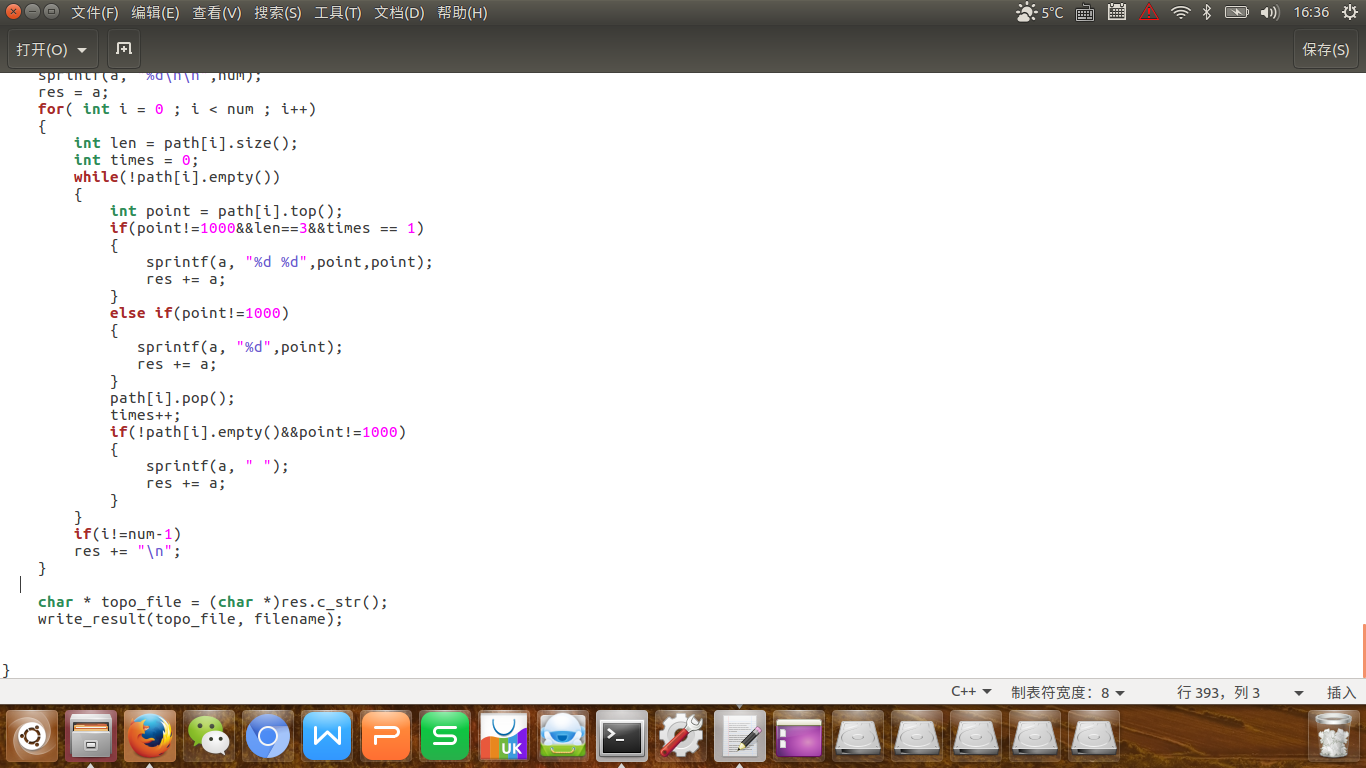 文件(F) 编辑(E) 查看(V) 搜索(S) 工具(T) 文档(D) 帮助(H) 5°C 16:36
打开(O) 保存(S)
sprintf(a, "%d\n\n",num);
res = a;
for( int i = 0 ; i < num ; i++)
{
int len = path[i].size();
int times = 0;
while(!path[i].empty())
{
int point = path[i].top();
if(point!=1000&&len==3&&times == 1)
{
sprintf(a, "%d %d",point,point);
res += a;
}
else if(point!=1000)
{
sprintf(a, "%d",point);
res += a;
}
path[i].pop();
times++;
if(!path[i].empty()&&point!=1000)
{
sprintf(a, " ");
res += a;
}
}
if(i!=num-1)
res += "\n";
}
char * topo_file = (char *)res.c_str();
write_result(topo_file, filename);
}
C++ 制表符宽度：8 行 393，列 3 插入
W P S UK